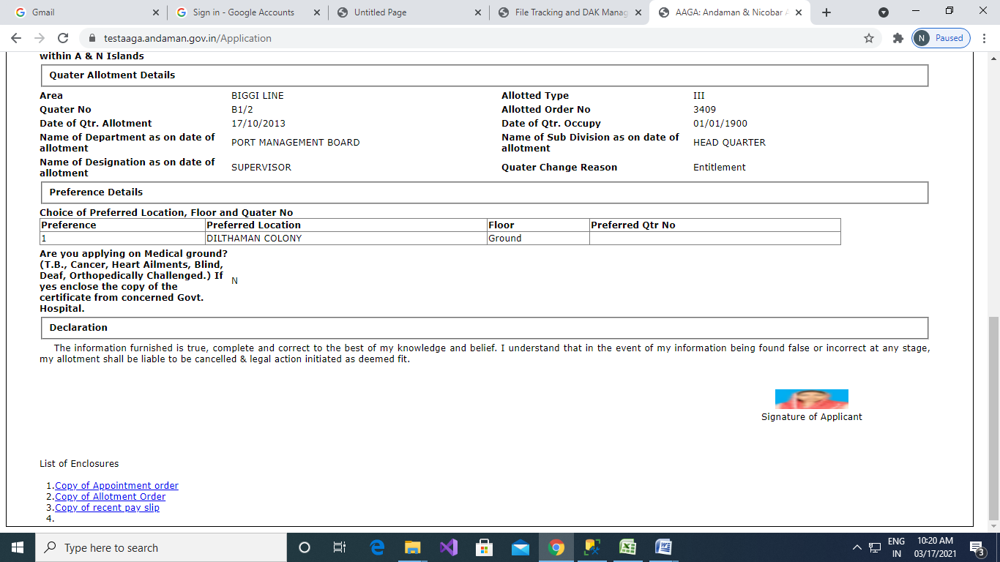 Gmail
Sign in - Google Accounts
Untitled Page
File Tracking and DAK Manag
AAGA: Andaman & Nicobar A
testaaga.andaman.gov.in/Application
N Paused
within A & N Islands
Quater Allotment Details
Area BIGGI LINE Allotted Type III
Quater No B1/2 Allotted Order No 3409
Date of Qtr. Allotment 17/10/2013 Date of Qtr. Occupy 01/01/1900
Name of Department as on date of allotment PORT MANAGEMENT BOARD Name of Sub Division as on date of allotment HEAD QUARTER
Name of Designation as on date of allotment SUPERVISOR Quater Change Reason Entitlement
Preference Details
Choice of Preferred Location, Floor and Quater No
Preference Preferred Location Floor Preferred Qtr No
1 DILTHAMAN COLONY Ground
Are you applying on Medical ground?
(T.B., Cancer, Heart Ailments, Blind,
Deaf, Orthopedically Challenged.) If
yes enclose the copy of the
certificate from concerned Govt.
Hospital.
N
Declaration
The information furnished is true, complete and correct to the best of my knowledge and belief. I understand that in the event of my information being found false or incorrect at any stage,
my allotment shall be liable to be cancelled & legal action initiated as deemed fit.
Signature of Applicant
List of Enclosures
1.Copy of Appointment order
2.Copy of Allotment Order
3.Copy of recent pay slip
4.
Type here to search
ENG
IN
10:20 AM
03/17/2021
3